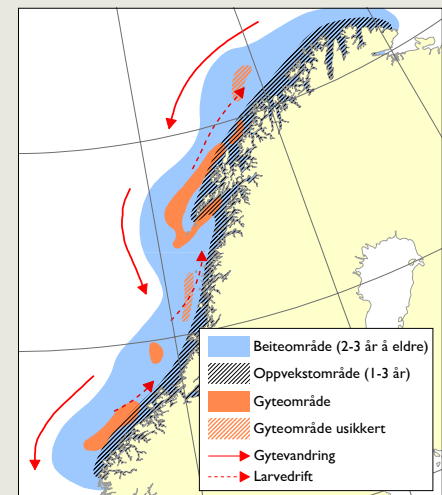 Beiteområde (2-3 år å eldre)
Oppvekstområde (1-3 år)
Gyteområde
Gyteområde usikkert
Gytevandring
Larvedrift